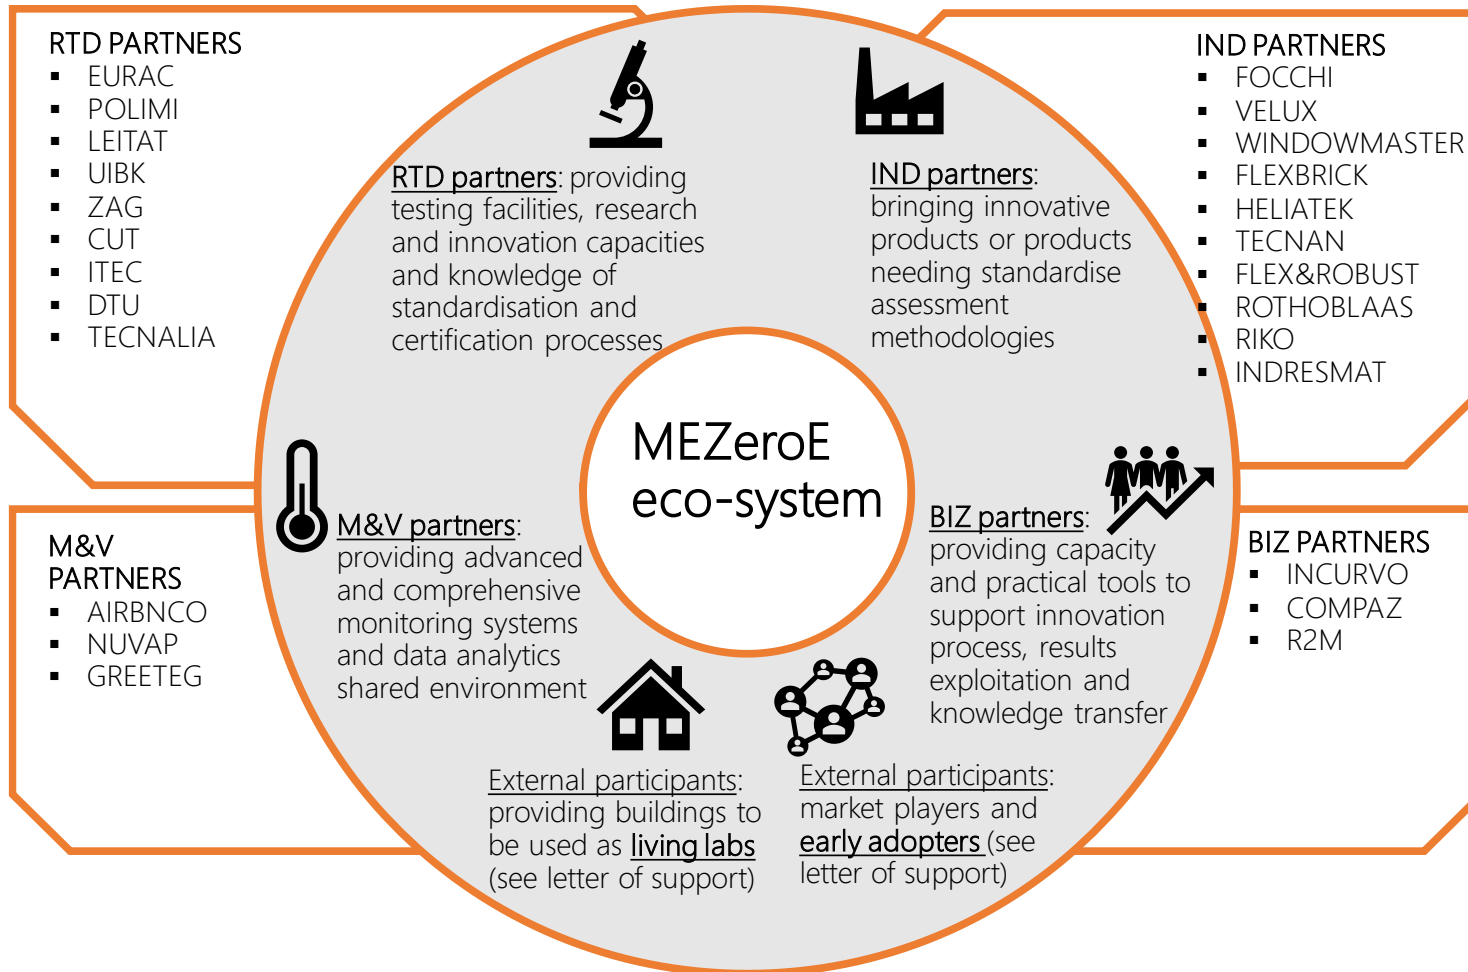 RTD PARTNERS
▪ EURAC
▪ POLIMI
▪ LEITAT
▪ UIBK
▪ ZAG
▪ CUT
▪ ITEC
▪ DTU
▪ TECNALIA
RTD partners: providing
testing facilities, research
and innovation capacities
and knowledge of
standardisation and
certification processes
IND partners:
bringing innovative
products or products
needing standardise
assessment
methodologies
IND PARTNERS
▪ FOCCHI
▪ VELUX
▪ WINDOWMASTER
▪ FLEXBRICK
▪ HELIATEK
▪ TECNAN
▪ FLEX&ROBUST
▪ ROTHOBLAAS
▪ RIKO
▪ INDRESMAT
MEZeroE
eco-system
M&V
PARTNERS
▪ AIRBNCO
▪ NUVAP
▪ GREETEG
M&V partners:
providing advanced
and comprehensive
monitoring systems
and data analytics
shared environment
BIZ partners:
providing capacity
and practical tools to
support innovation
process, results
exploitation and
knowledge transfer
BIZ PARTNERS
▪ INCURVO
▪ COMPAZ
▪ R2M
External participants:
providing buildings to
be used as living labs
(see letter of support)
External participants:
market players and
early adopters (see
letter of support)